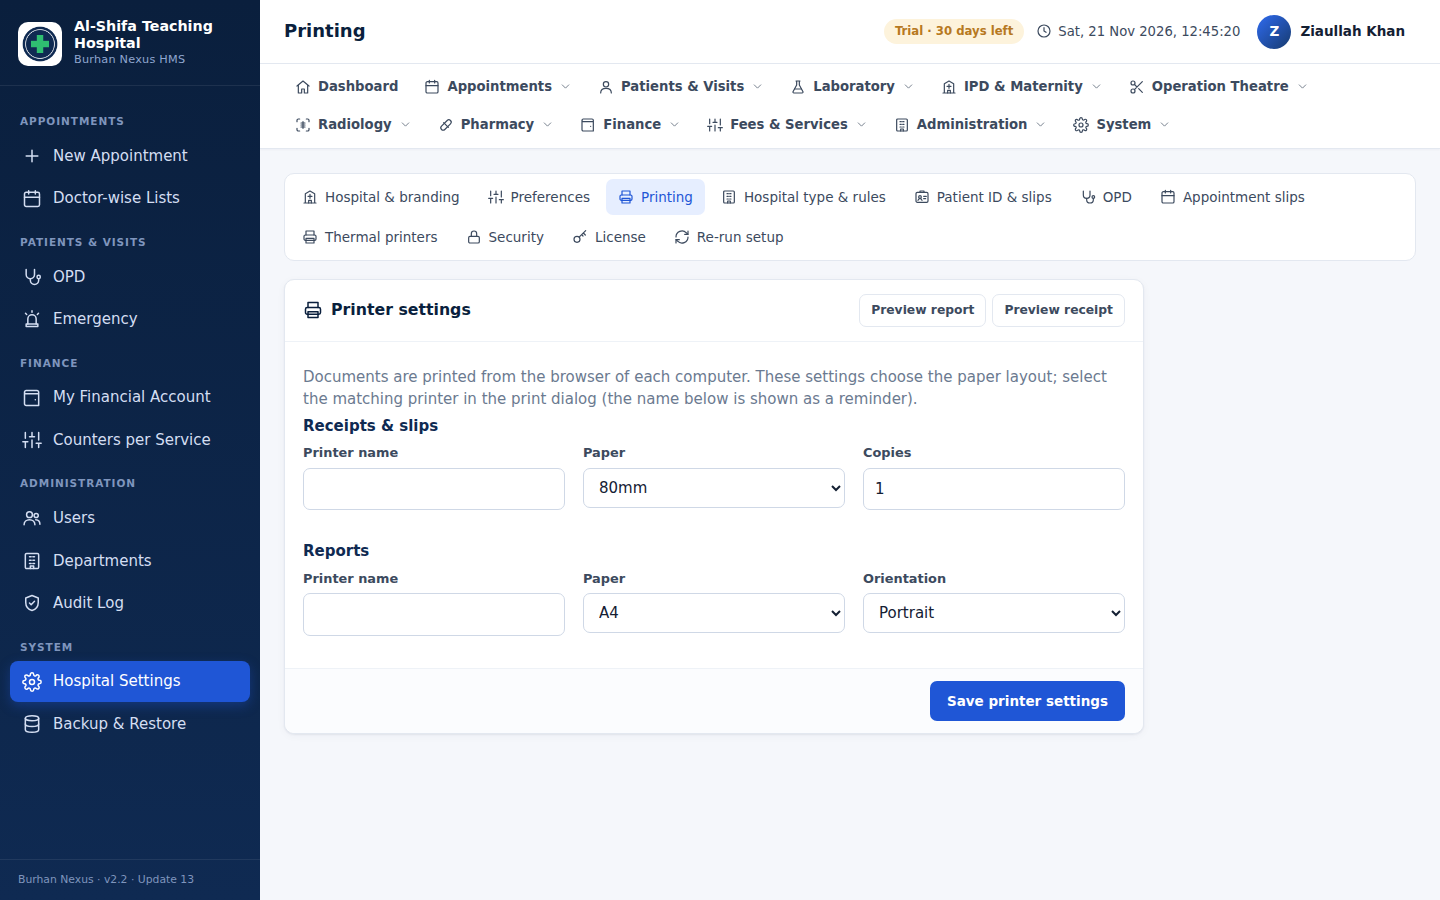 Al-Shifa Teaching
Hospital
Burhan Nexus HMS
APPOINTMENTS
New Appointment
Doctor-wise Lists
PATIENTS & VISITS
OPD
Emergency
FINANCE
My Financial Account
Counters per Service
ADMINISTRATION
Users
Departments
Audit Log
SYSTEM
Hospital Settings
Backup & Restore
Burhan Nexus · v2.2 · Update 13
Printing
Trial · 30 days left
Sat, 21 Nov 2026, 12:45:20
Z
Ziaullah Khan
Dashboard Appointments Patients & Visits Laboratory IPD & Maternity Operation Theatre
Radiology Pharmacy Finance Fees & Services Administration System
Hospital & branding Preferences Printing Hospital type & rules Patient ID & slips OPD Appointment slips
Thermal printers Security License Re-run setup
Printer settings
Preview report Preview receipt
Documents are printed from the browser of each computer. These settings choose the paper layout; select
the matching printer in the print dialog (the name below is shown as a reminder).
Receipts & slips
Printer name Paper Copies
80mm 1
Reports
Printer name Paper Orientation
A4 Portrait
Save printer settings